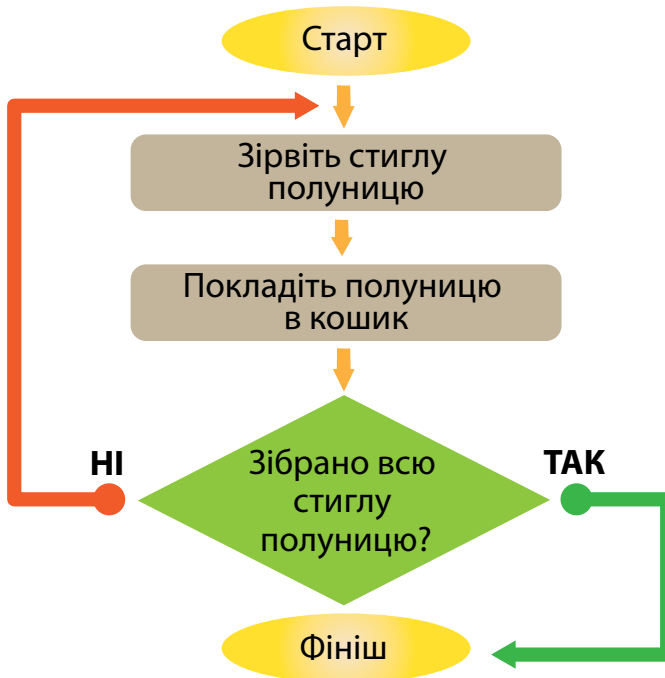 Старт
Зірвіть стиглу
полуницю
Покладіть полуницю
в кошик
НІ
ТАК
Зібрано всю
стиглу
полуницю?
Фініш